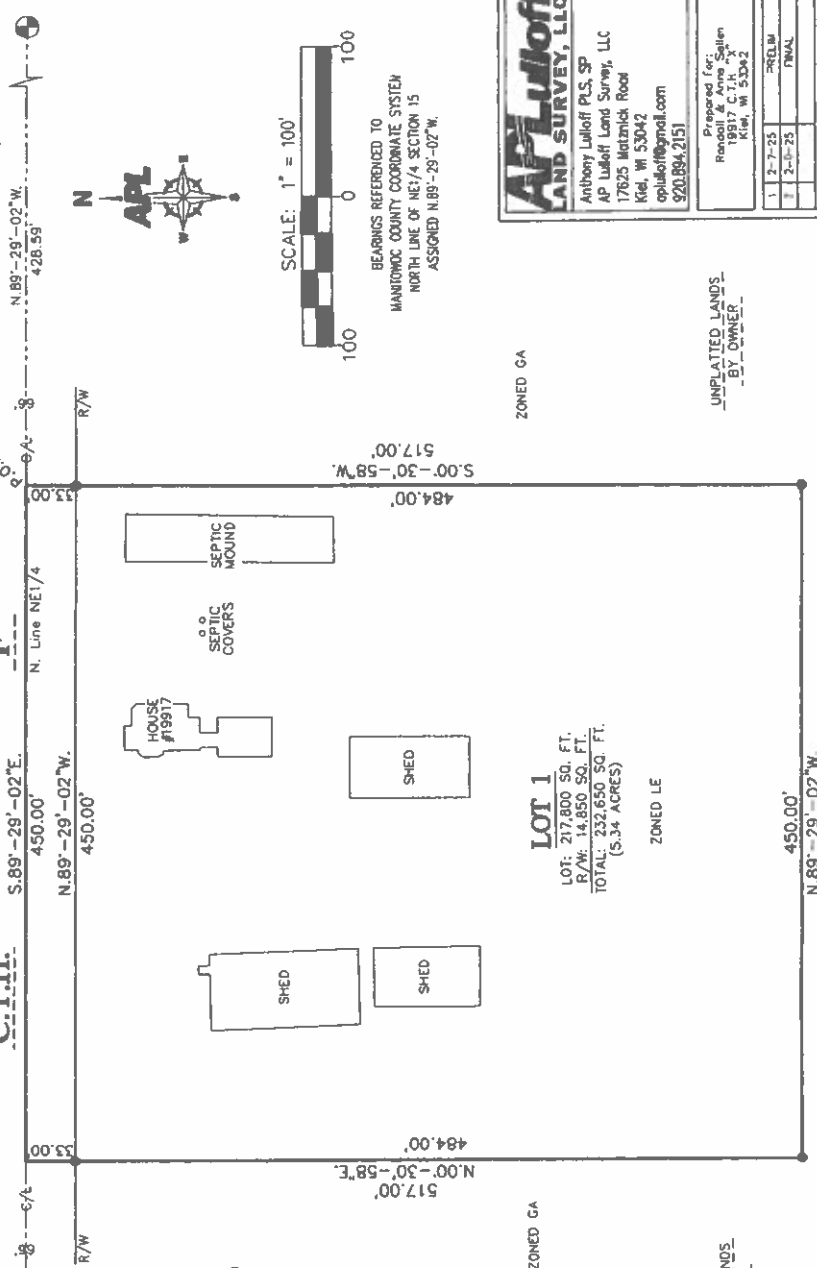 N.89°-29'-02"W.
428.59'
S.89°-29'-02"E.
450.00'
N. Line NE1/4
33.00'
33.00'
R/W
R/W
N.89°-29'-02"W.
450.00'
N
APL
W
E
S
SCALE: 1" = 100'
100
0
100
BEARINGS REFERENCED TO
MANITOWOC COUNTY COORDINATE SYSTEM
NORTH LINE OF NE1/4 SECTION 15
ASSIGNED N.89°-29'-02"W.
HOUSE
#19917
SEPTIC
COVERS
SEPTIC
MOUND
SHED
SHED
SHED
N.00°-30'-58"E.
517.00'
484.00'
S.00°-30'-58"W.
517.00'
484.00'
LOT 1
LOT: 217,800 SQ. FT.
R/W: 14,850 SQ. FT.
TOTAL: 232,650 SQ. FT.
(5.34 ACRES)
ZONED LE
ZONED GA
ZONED GA
UNPLATTED LANDS
BY OWNER
450.00'
N.89°-29'-02"W.
APLulloff
LAND SURVEY, LLC
Anthony Lulloff PLS, SP
AP Lulloff Land Survey, LLC
17625 Matznick Road
Kiel, WI 53042
aplulloff@gmail.com
920.894.2151
Prepared for:
Randall & Anne Sellen
19917 C.T.H. "X"
Kiel, WI 53042
1 2-7-25 PRELIM
FINAL